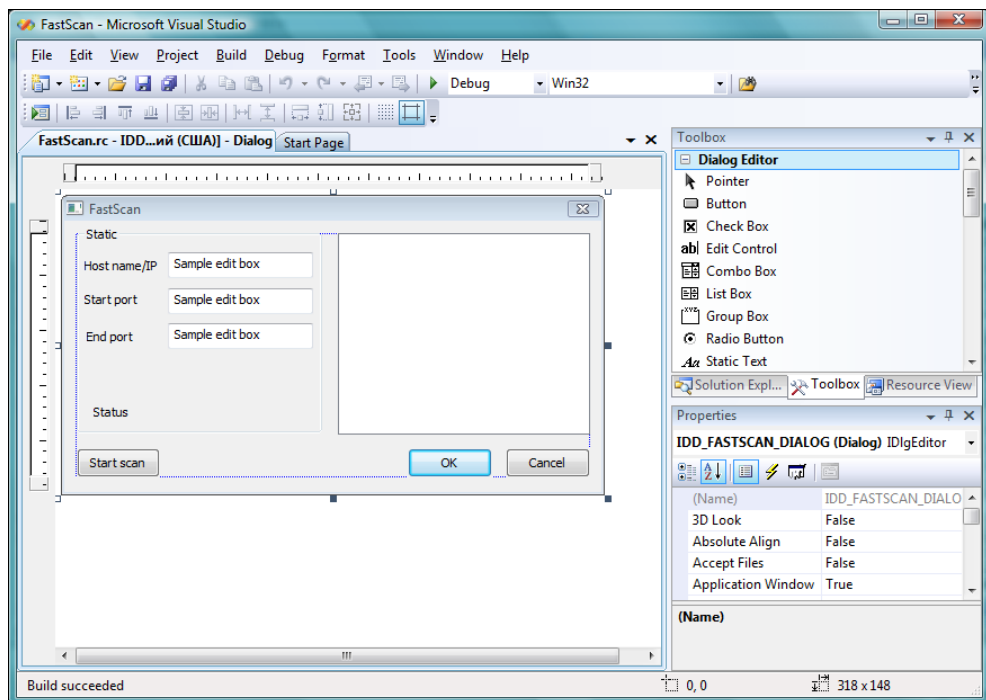 FastScan - Microsoft Visual Studio
File Edit View Project Build Debug Format Tools Window Help
Debug Win32
FastScan.rc - IDD...ий (США)] - Dialog Start Page
Toolbox
Dialog Editor
Pointer
Button
Check Box
ab| Edit Control
Combo Box
List Box
XYZ Group Box
Radio Button
Aa Static Text
Solution Expl... Toolbox Resource View
FastScan
Static
Host name/IP Sample edit box
Start port Sample edit box
End port Sample edit box
Status
Start scan OK Cancel
Properties
IDD_FASTSCAN_DIALOG (Dialog) IDlgEditor
(Name) IDD_FASTSCAN_DIALO
3D Look False
Absolute Align False
Accept Files False
Application Window True
(Name)
Build succeeded 0, 0 318 x 148